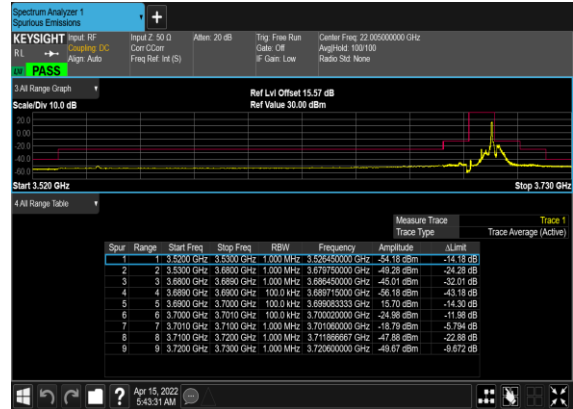 Spectrum Analyzer 1
Spurious Emissions
KEYSIGHT Input: RF Input Z: 50 Ω Atten: 20 dB Trig: Free Run Center Freq: 22.005000000 GHz
RL Coupling: DC Corr CCorr Gate: Off Avg|Hold: 100/100
Align: Auto Freq Ref: Int (S) IF Gain: Low Radio Std: None
PASS
3 All Range Graph
Ref Lvl Offset 15.57 dB
Scale/Div 10.0 dB Ref Value 30.00 dBm
20.0
0.00
-20.0
-40.0
-60.0
Start 3.520 GHz Stop 3.730 GHz
4 All Range Table
Measure Trace Trace 1
Trace Type Trace Average (Active)
Spur Range Start Freq Stop Freq RBW Frequency Amplitude ΔLimit
1 1 3.5200 GHz 3.5300 GHz 1.000 MHz 3.526450000 GHz -54.18 dBm -14.18 dB
2 2 3.5300 GHz 3.6800 GHz 1.000 MHz 3.679750000 GHz -49.28 dBm -24.28 dB
3 3 3.6800 GHz 3.6890 GHz 1.000 MHz 3.686450000 GHz -45.01 dBm -32.01 dB
4 4 3.6890 GHz 3.6900 GHz 100.0 kHz 3.689715000 GHz -56.18 dBm -43.18 dB
5 5 3.6900 GHz 3.7000 GHz 100.0 kHz 3.699083333 GHz 15.70 dBm -14.30 dB
6 6 3.7000 GHz 3.7010 GHz 100.0 kHz 3.700020000 GHz -24.98 dBm -11.98 dB
7 7 3.7010 GHz 3.7100 GHz 1.000 MHz 3.701060000 GHz -18.79 dBm -5.794 dB
8 8 3.7100 GHz 3.7200 GHz 1.000 MHz 3.711866667 GHz -47.88 dBm -22.88 dB
9 9 3.7200 GHz 3.7300 GHz 1.000 MHz 3.720600000 GHz -49.67 dBm -9.672 dB
Apr 15, 2022
5:43:31 AM